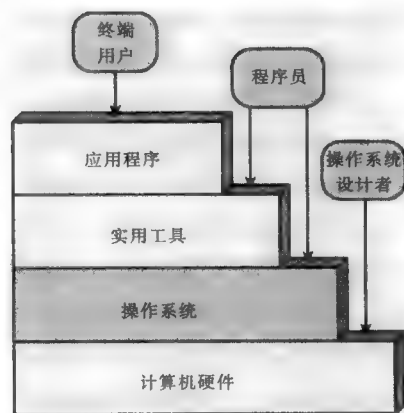 终端
用户
程序员
应用程序
操作系统
设计者
实用工具
操作系统
计算机硬件